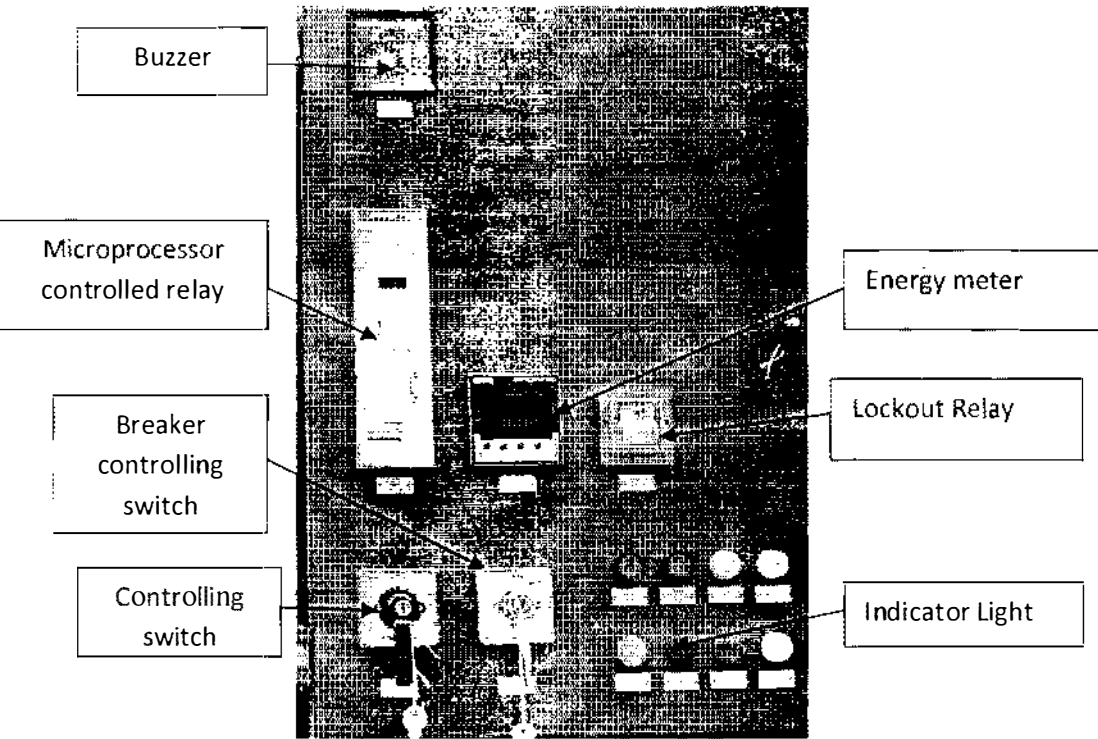 Buzzer
Microprocessor
controlled relay
Energy meter
Breaker
controlling
switch
Lockout Relay
Controlling
switch
Indicator Light